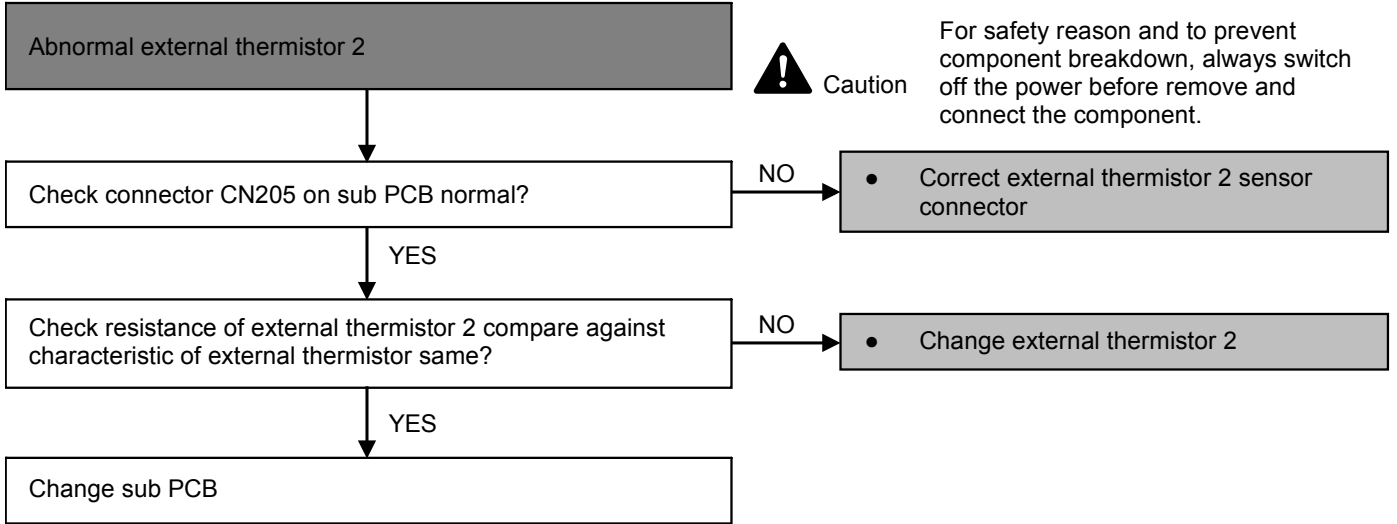 Abnormal external thermistor 2
Caution
For safety reason and to prevent
component breakdown, always switch
off the power before remove and
connect the component.
Check connector CN205 on sub PCB normal?
NO
● Correct external thermistor 2 sensor
connector
YES
Check resistance of external thermistor 2 compare against
characteristic of external thermistor same?
NO
● Change external thermistor 2
YES
Change sub PCB